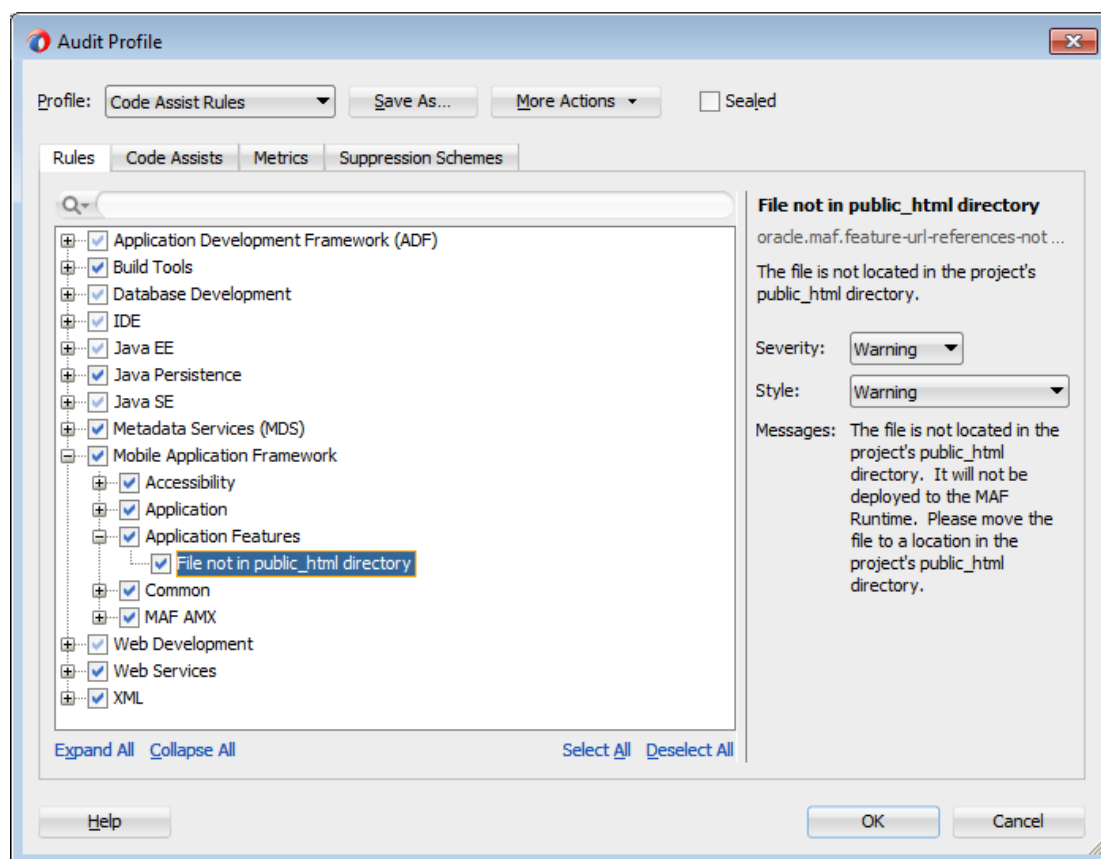 Audit Profile
Profile: Code Assist Rules Save As... More Actions Sealed
Rules Code Assists Metrics Suppression Schemes
Application Development Framework (ADF)
Build Tools
Database Development
IDE
Java EE
Java Persistence
Java SE
Metadata Services (MDS)
Mobile Application Framework
Accessibility
Application
Application Features
File not in public_html directory
Common
MAF AMX
Web Development
Web Services
XML
Expand All Collapse All Select All Deselect All
File not in public_html directory
oracle.maf.feature-url-references-not ...
The file is not located in the project's
public_html directory.
Severity: Warning
Style: Warning
Messages: The file is not located in the
project's public_html
directory. It will not be
deployed to the MAF
Runtime. Please move the
file to a location in the
project's public_html
directory.
Help OK Cancel